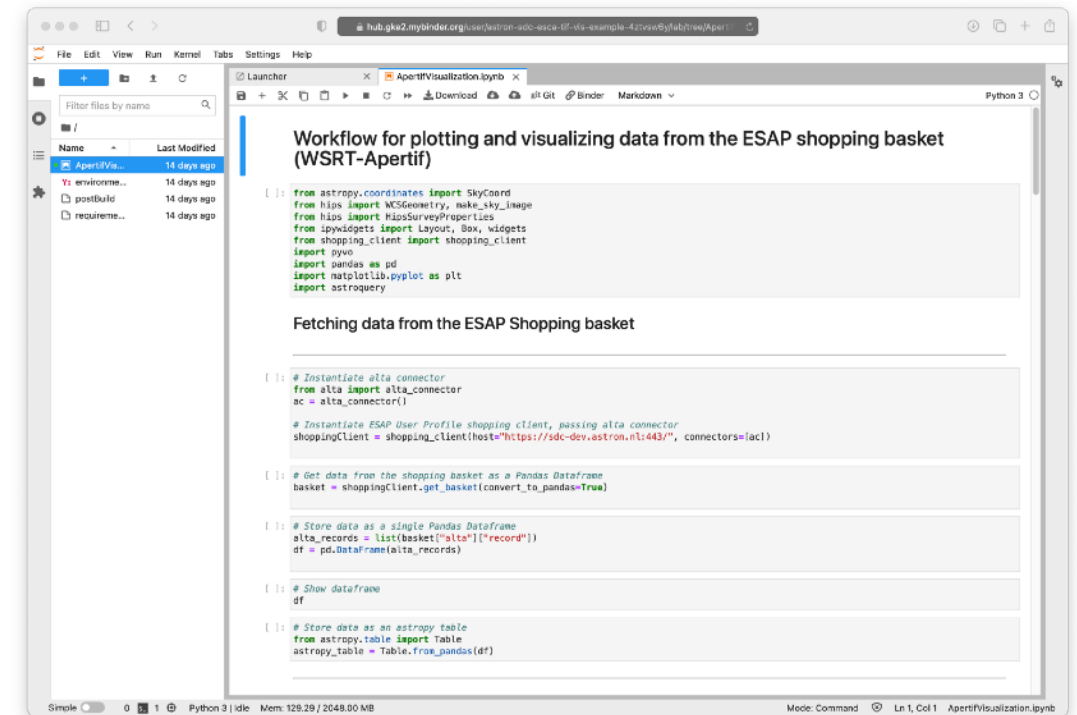 hub.gke2.mybinder.org/user/astron-sdc-esca-tif-vis-example-4ztvsw6y/lab/tree/Apert
File Edit View Run Kernel Tabs Settings Help
Launcher ApertifVisualization.ipynb
Download Git Binder Markdown Python 3
Filter files by name
/
Name Last Modified
ApertifVis... 14 days ago
environme... 14 days ago
postBuild 14 days ago
requireme... 14 days ago
Workflow for plotting and visualizing data from the ESAP shopping basket
(WSRT-Apertif)
[ ]: from astropy.coordinates import SkyCoord
from hips import WCSGeometry, make_sky_image
from hips import HipsSurveyProperties
from ipywidgets import Layout, Box, widgets
from shopping_client import shopping_client
import pyvo
import pandas as pd
import matplotlib.pyplot as plt
import astroquery
Fetching data from the ESAP Shopping basket
[ ]: # Instantiate alta connector
from alta import alta_connector
ac = alta_connector()
# Instantiate ESAP User Profile shopping client, passing alta connector
shoppingClient = shopping_client(host="https://sdc-dev.astron.nl:443/", connectors=[ac])
[ ]: # Get data from the shopping basket as a Pandas Dataframe
basket = shoppingClient.get_basket(convert_to_pandas=True)
[ ]: # Store data as a single Pandas Dataframe
alta_records = list(basket["alta"]["record"])
df = pd.DataFrame(alta_records)
[ ]: # Show dataframe
df
[ ]: # Store data as an astropy table
from astropy.table import Table
astropy_table = Table.from_pandas(df)
Simple 0 1 Python 3 | Idle Mem: 129.29 / 2048.00 MB Mode: Command Ln 1, Col 1 ApertifVisualization.ipynb